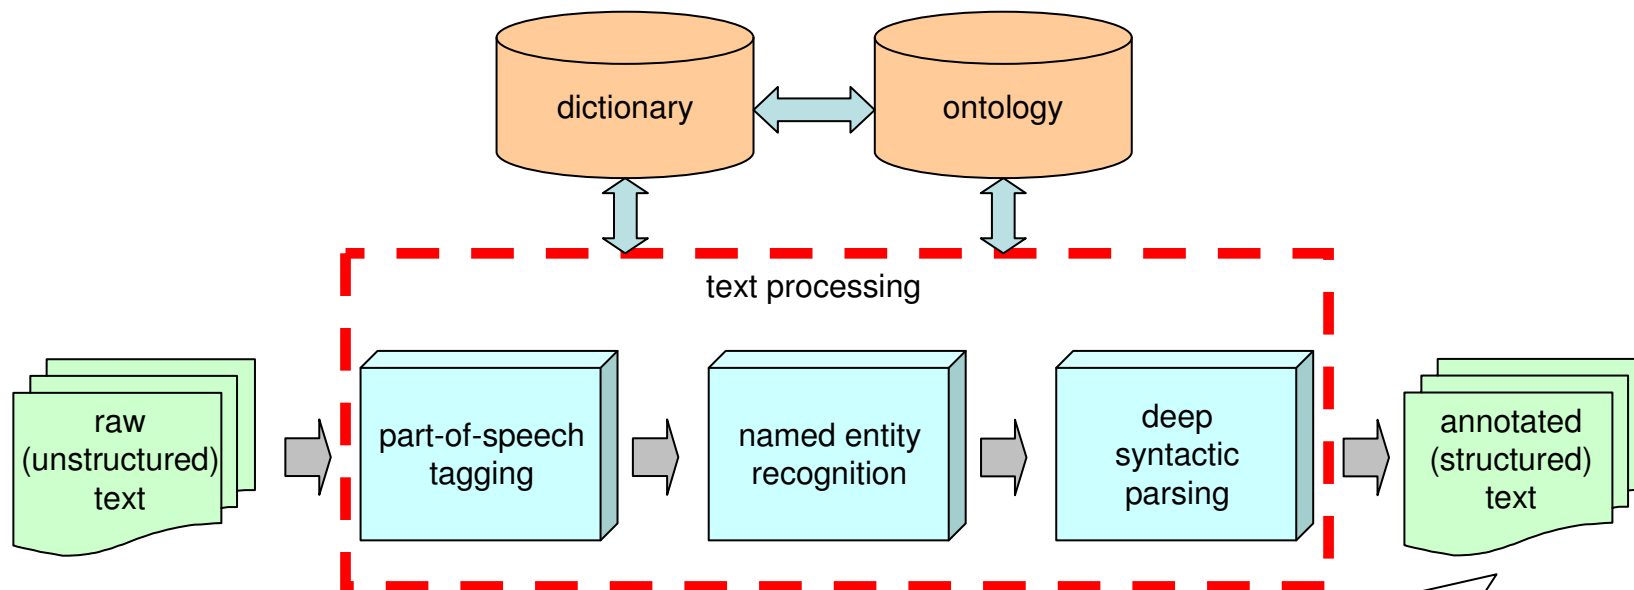 dictionary
ontology
text processing
raw
(unstructured)
text
part-of-speech
tagging
named entity
recognition
deep
syntactic
parsing
annotated
(structured)
text